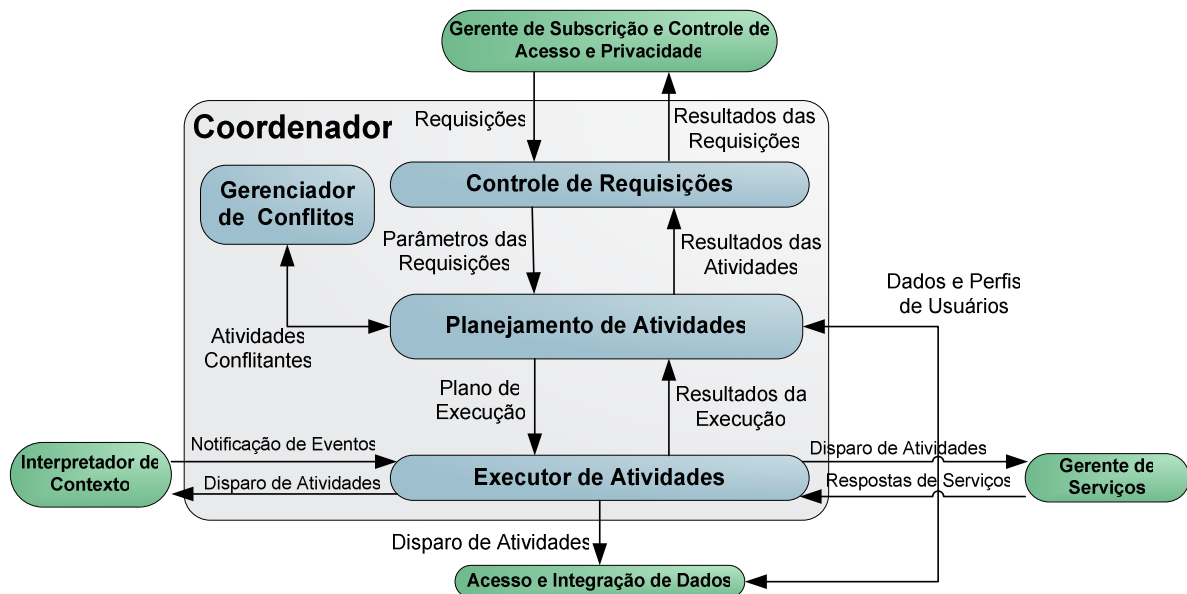 Gerente de Subscrição e Controle de
Acesso e Privacidade
Coordenador
Requisições
Resultados das
Requisições
Controle de Requisições
Gerenciador
de Conflitos
Parâmetros das
Requisições
Resultados das
Atividades
Dados e Perfis
de Usuários
Planejamento de Atividades
Atividades
Conflitantes
Plano de
Execução
Resultados da
Execução
Notificação de Eventos
Disparo de Atividades
Interpretador de
Contexto
Executor de Atividades
Gerente de
Serviços
Disparo de Atividades
Respostas de Serviços
Disparo de Atividades
Acesso e Integração de Dados